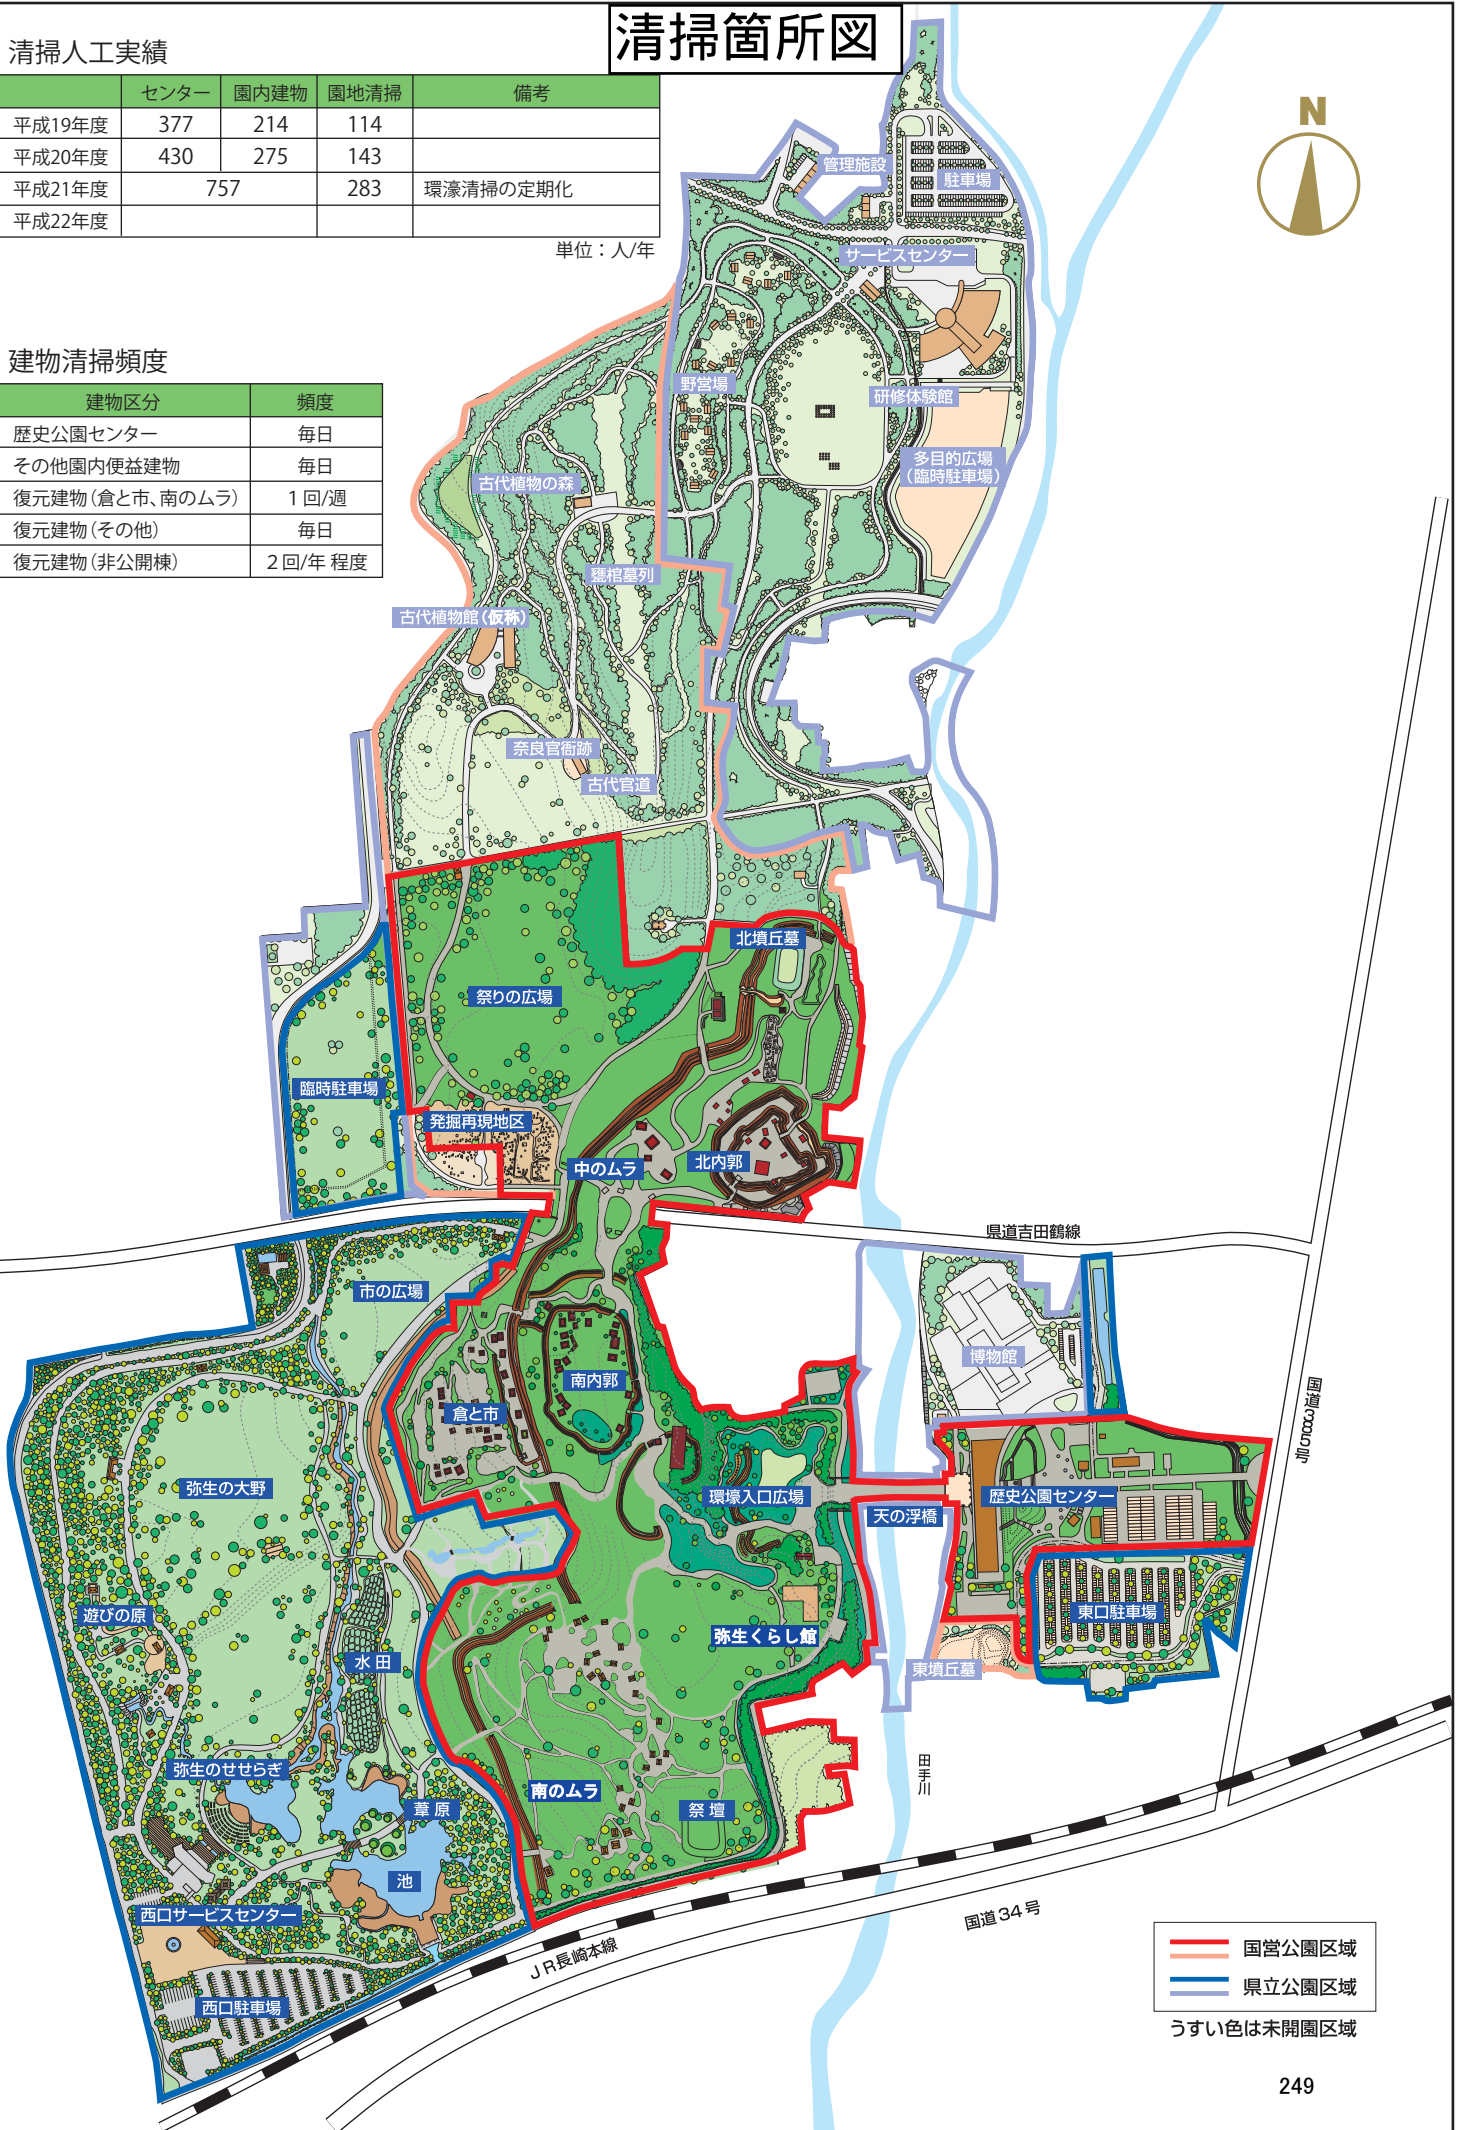 清掃箇所図
清掃人工実績
センター 園内建物 園地清掃 備考
平成19年度 377 214 114
平成20年度 430 275 143
平成21年度 757 283 環濠清掃の定期化
平成22年度
単位：人/年
N
建物清掃頻度
建物区分 頻度
歴史公園センター 毎日
その他園内便益建物 毎日
復元建物（倉と市、南のムラ） 1回/週
復元建物（その他） 毎日
復元建物（非公開棟） 2回/年 程度
管理施設
駐車場
サービスセンター
野営場
研修体験館
多目的広場
（臨時駐車場）
古代植物の森
甕棺墓列
古代植物館（仮称）
奈良官衙跡
古代官道
北墳丘墓
祭りの広場
臨時駐車場
発掘再現地区
中のムラ
北内郭
県道吉田鶴線
市の広場
博物館
南内郭
国道385号
倉と市
弥生の大野
環壕入口広場
歴史公園センター
天の浮橋
遊びの原
東口駐車場
弥生くらし館
水田
東墳丘墓
弥生のせせらぎ
田手川
南のムラ
葦原
祭壇
池
西口サービスセンター
国道34号
JR長崎本線
西口駐車場
国営公園区域
県立公園区域
うすい色は未開園区域
249